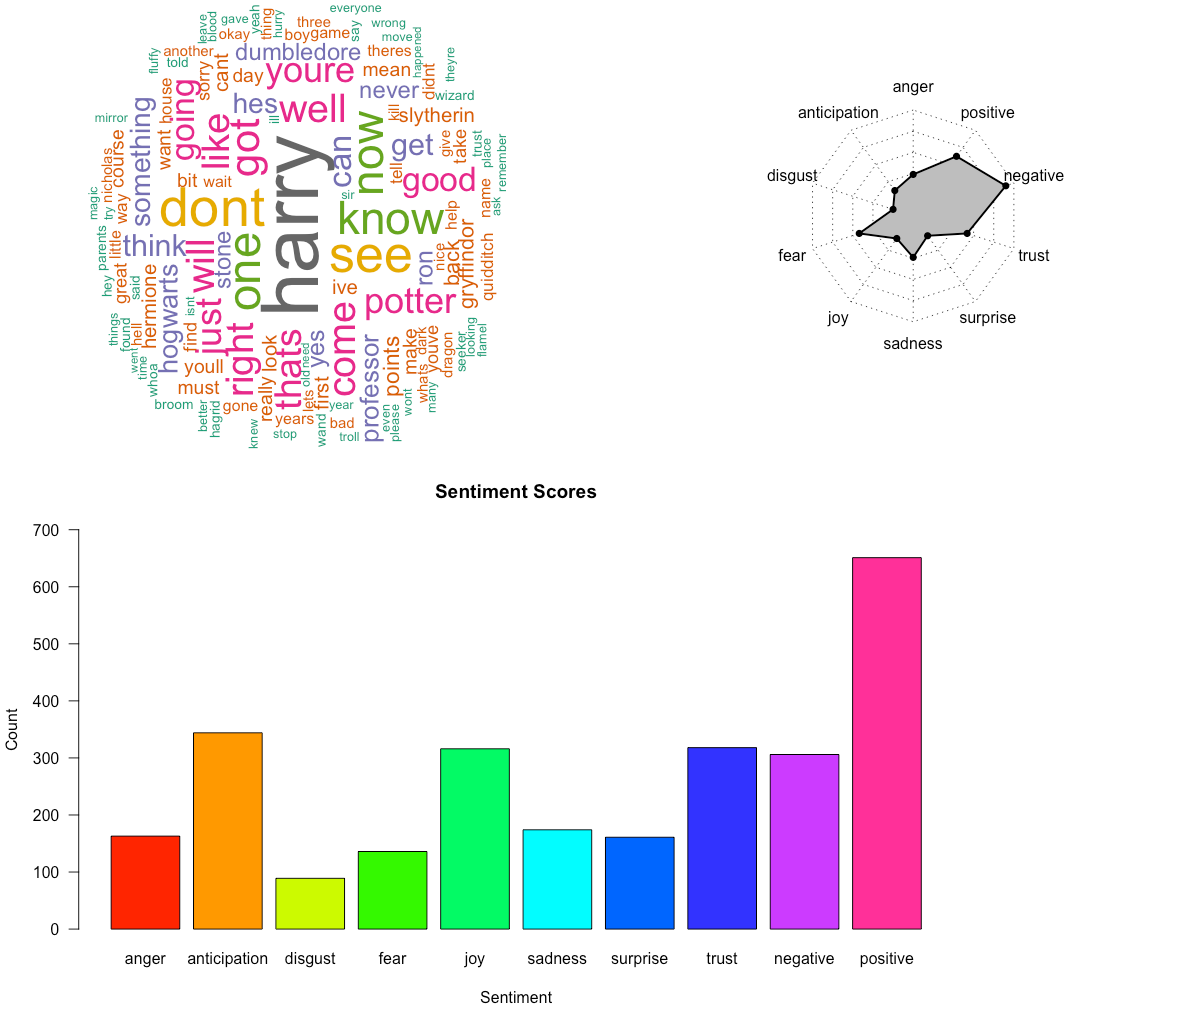 everyone
gave
yeah
thing
hurry
three
say
wrong
leave
blood
okay
boy
game
move
happened
another
dumbledore
theres
fluffy
told
sorry
cant
day
youre
mean
didnt
theyre
going
house
hes
well
never
wizard
mirror
something
want
like
got
ill
kill
slytherin
now
can
get
give
take
trust
place
remember
nicholas
course
bit
wait
harry
sir
tell
good
magic
try
way
dont
know
help
name
ask
parents
little
think
will
stone
one
see
ron
nice
back
gryffindor
quidditch
hey
great
said
hermione
hogwarts
isnt
just
ive
potter
things
found
hell
find
right
look
thats
yes
come
professor
points
make
dark
youve
looking
flamel
seeker
dragon
went
time
whoa
youll
must
really
old
need
first
lets
whats
many
wont
broom
better
hagrid
gone
years
year
bad
even
please
knew
stop
wand
troll
anger
anticipation
positive
disgust
negative
fear
trust
joy
surprise
sadness
Sentiment Scores
700
600
500
400
300
200
100
0
Count
anger anticipation disgust fear joy sadness surprise trust negative positive
Sentiment